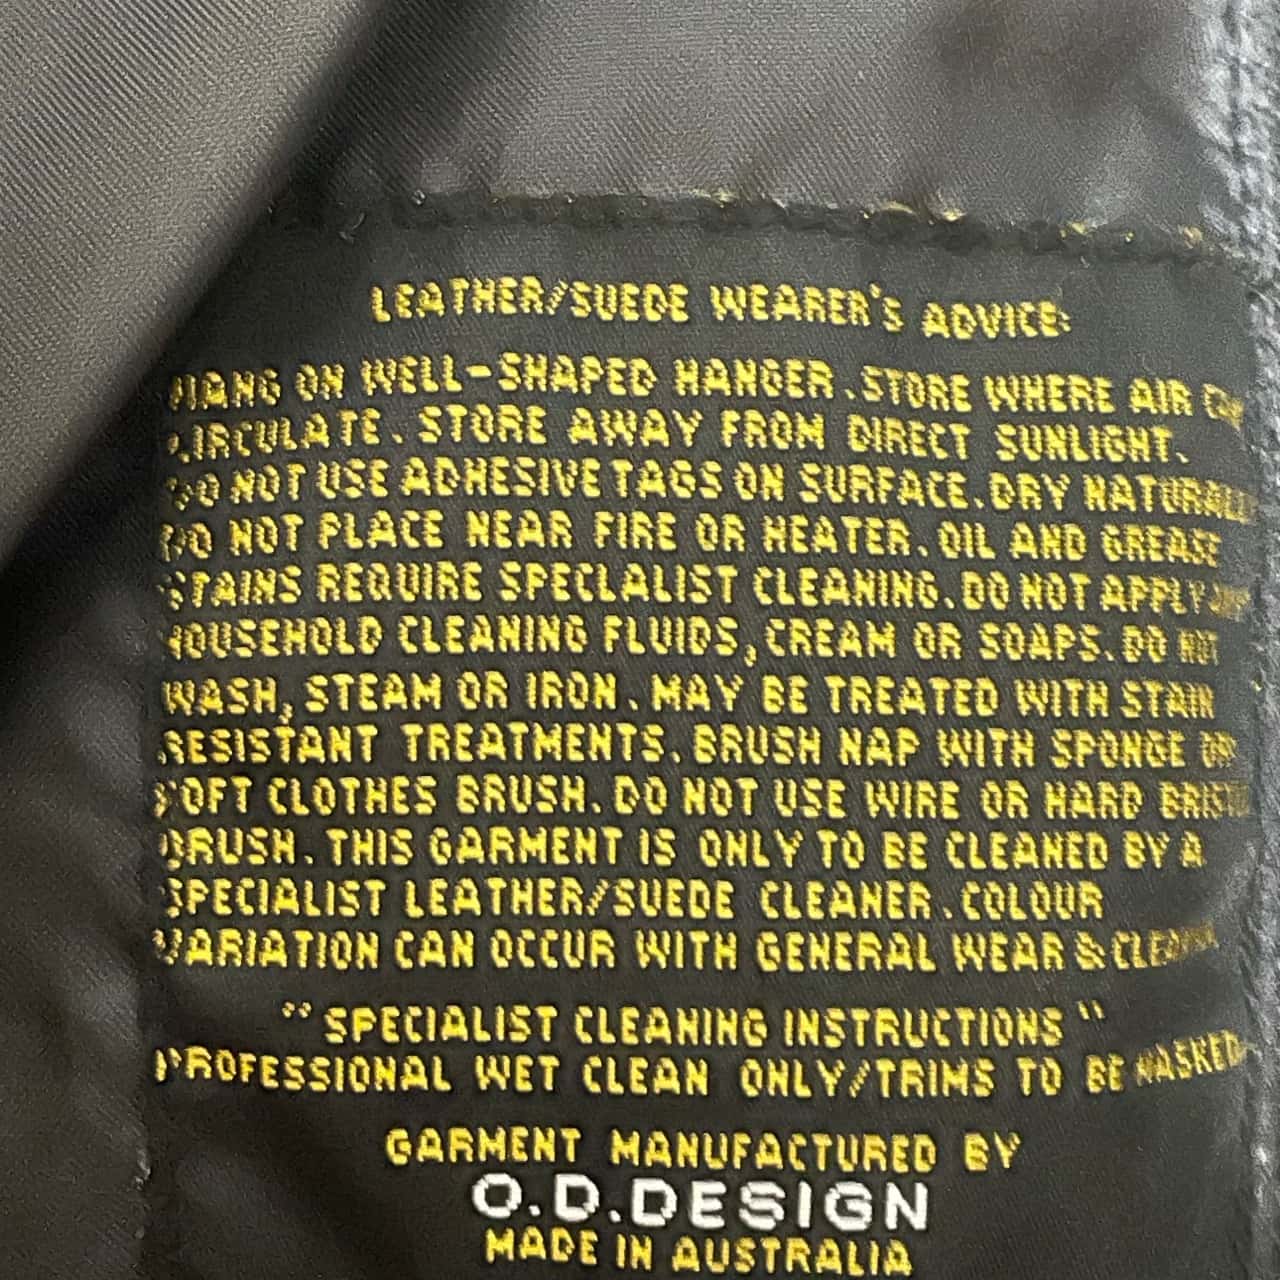 LEATHER/SUEDE WEARER'S ADVICE:
HANG ON WELL-SHAPED HANGER.STORE WHERE AIR CAN
CIRCULATE. STORE AWAY FROM DIRECT SUNLIGHT.
DO NOT USE ADHESIVE TAGS ON SURFACE.DRY NATURALLY
DO NOT PLACE NEAR FIRE OR HEATER. OIL AND GREASE
STAINS REQUIRE SPECLALIST CLEANING.DO NOT APPLY
HOUSEHOLD CLEANING FLUIDS, CREAM OR SOAPS. DO NOT
WASH, STEAM OR IRON. MAY BE TREATED WITH STAIN
RESISTANT TREATMENTS. BRUSH NAP WITH SPONGE OR
SOFT CLOTHES BRUSH. DO NOT USE WIRE OR HARD BRISTLE
BRUSH. THIS GARMENT IS ONLY TO BE CLEANED BY A
SPECIALIST LEATHER/SUEDE CLEANER.COLOUR
VARIATION CAN OCCUR WITH GENERAL WEAR & CLEANING
"SPECIALIST CLEANING INSTRUCTIONS"
PROFESSIONAL WET CLEAN ONLY/TRIMS TO BE MASKED
GARMENT MANUFACTURED BY
O.D.DESIGN
MADE IN AUSTRALIA